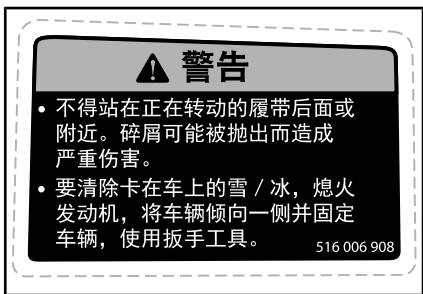 警告
• 不得站在正在转动的履带后面或
附近。碎屑可能被抛出而造成
严重伤害。
• 要清除卡在车上的雪 / 冰，熄火
发动机，将车辆倾向一侧并固定
车辆，使用扳手工具。
516 006 908